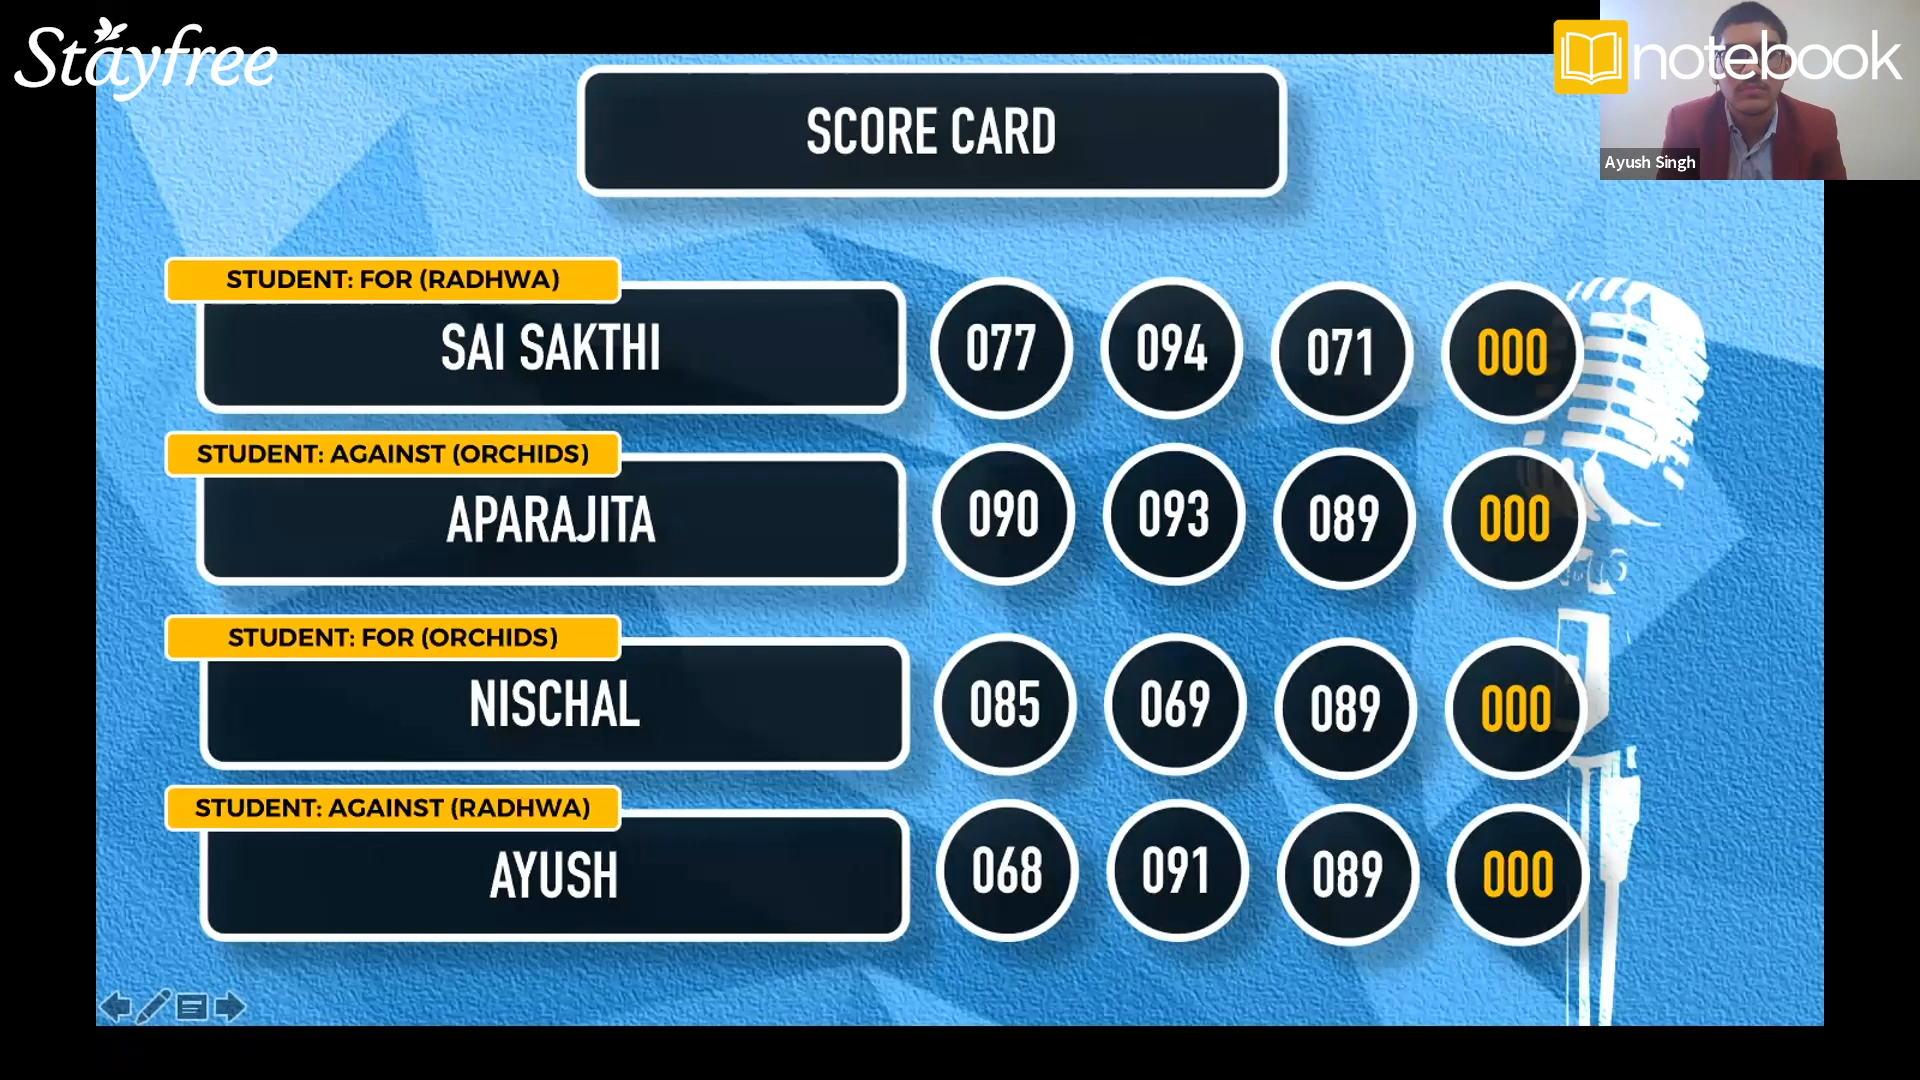 Stayfree
notebook
Ayush Singh
SCORE CARD
STUDENT: FOR (RADHWA)
SAI SAKTHI 077 094 071 000
STUDENT: AGAINST (ORCHIDS)
APARAJITA 090 093 089 000
STUDENT: FOR (ORCHIDS)
NISCHAL 085 069 089 000
STUDENT: AGAINST (RADHWA)
AYUSH 068 091 089 000